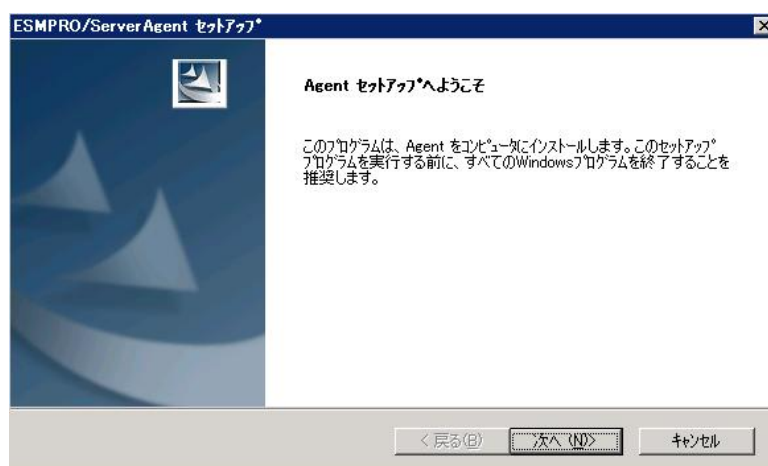 ESMPRO/ServerAgent ｾｯﾄｱｯﾌﾟ
Agent ｾｯﾄｱｯﾌﾟへようこそ
このﾌﾟﾛｸﾞﾗﾑは、Agent をｺﾝﾋﾟｭｰﾀにｲﾝｽﾄｰﾙします。このｾｯﾄｱｯﾌﾟ
ﾌﾟﾛｸﾞﾗﾑを実行する前に、すべてのWindowsﾌﾟﾛｸﾞﾗﾑを終了することを
推奨します。
< 戻る(B) 次へ (N)> ｷｬﾝｾﾙ